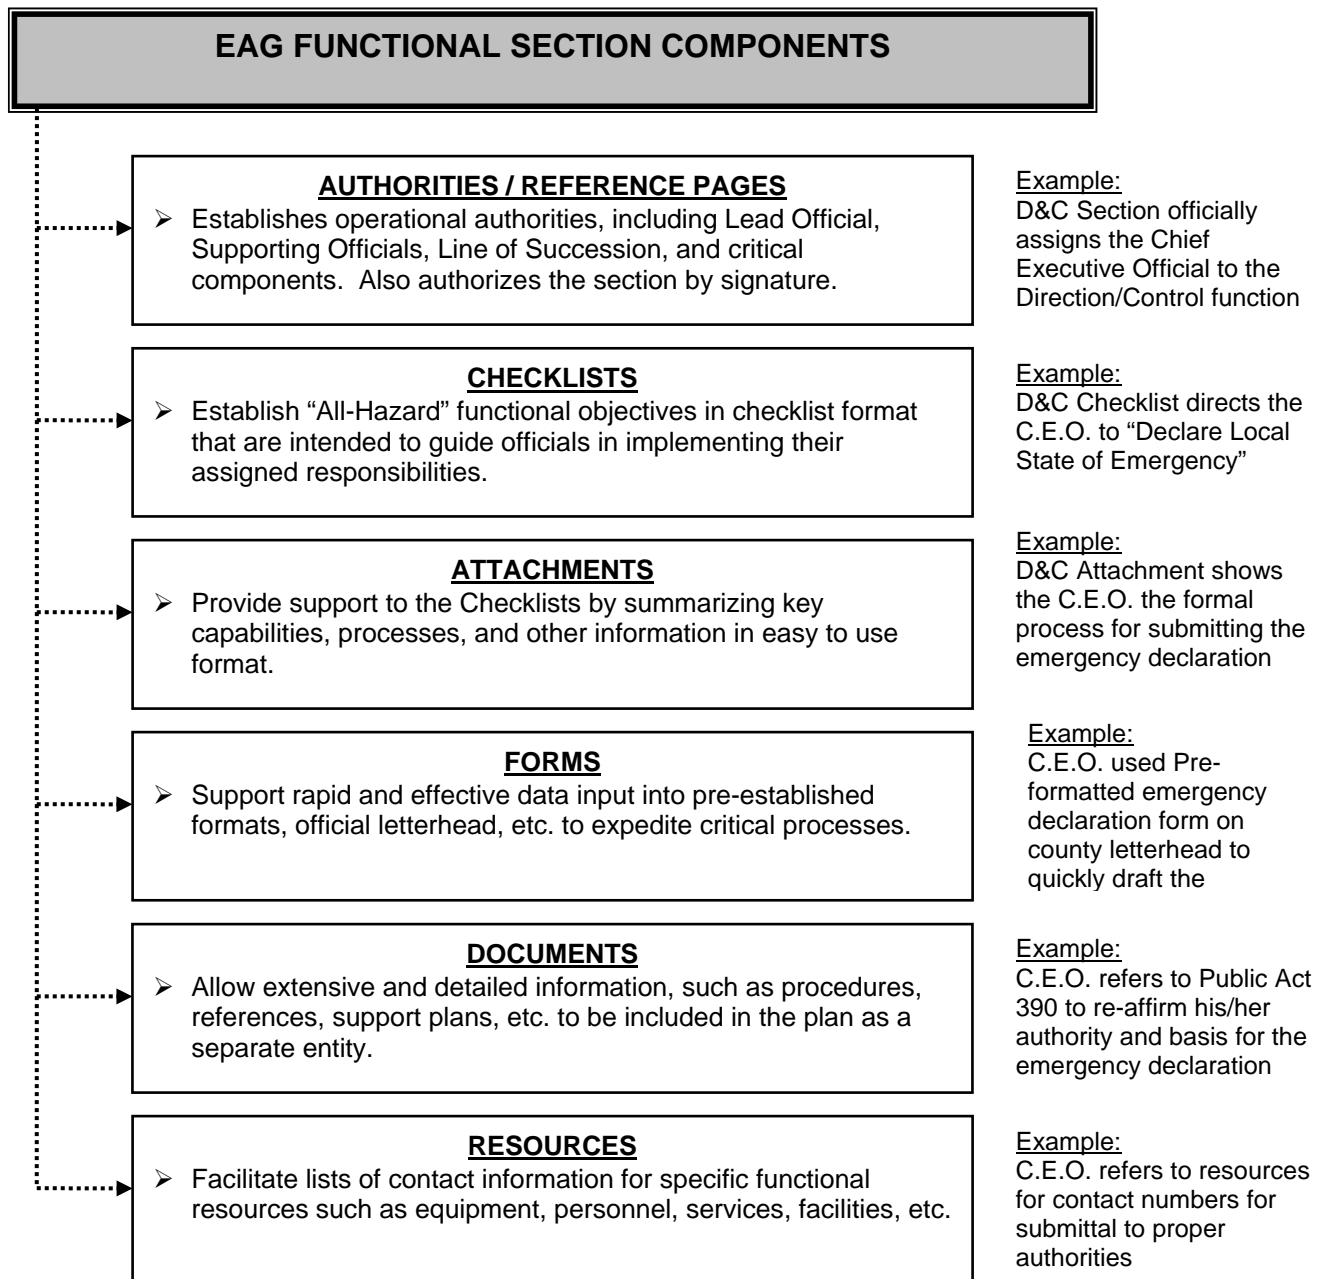 EAG FUNCTIONAL SECTION COMPONENTS
AUTHORITIES / REFERENCE PAGES
➢ Establishes operational authorities, including Lead Official,
Supporting Officials, Line of Succession, and critical
components.  Also authorizes the section by signature.
Example:
D&C Section officially
assigns the Chief
Executive Official to the
Direction/Control function
CHECKLISTS
➢ Establish “All-Hazard” functional objectives in checklist format
that are intended to guide officials in implementing their
assigned responsibilities.
Example:
D&C Checklist directs the
C.E.O. to “Declare Local
State of Emergency”
ATTACHMENTS
➢ Provide support to the Checklists by summarizing key
capabilities, processes, and other information in easy to use
format.
Example:
D&C Attachment shows
the C.E.O. the formal
process for submitting the
emergency declaration
FORMS
➢ Support rapid and effective data input into pre-established
formats, official letterhead, etc. to expedite critical processes.
Example:
C.E.O. used Pre-
formatted emergency
declaration form on
county letterhead to
quickly draft the
DOCUMENTS
➢ Allow extensive and detailed information, such as procedures,
references, support plans, etc. to be included in the plan as a
separate entity.
Example:
C.E.O. refers to Public Act
390 to re-affirm his/her
authority and basis for the
emergency declaration
RESOURCES
➢ Facilitate lists of contact information for specific functional
resources such as equipment, personnel, services, facilities, etc.
Example:
C.E.O. refers to resources
for contact numbers for
submittal to proper
authorities